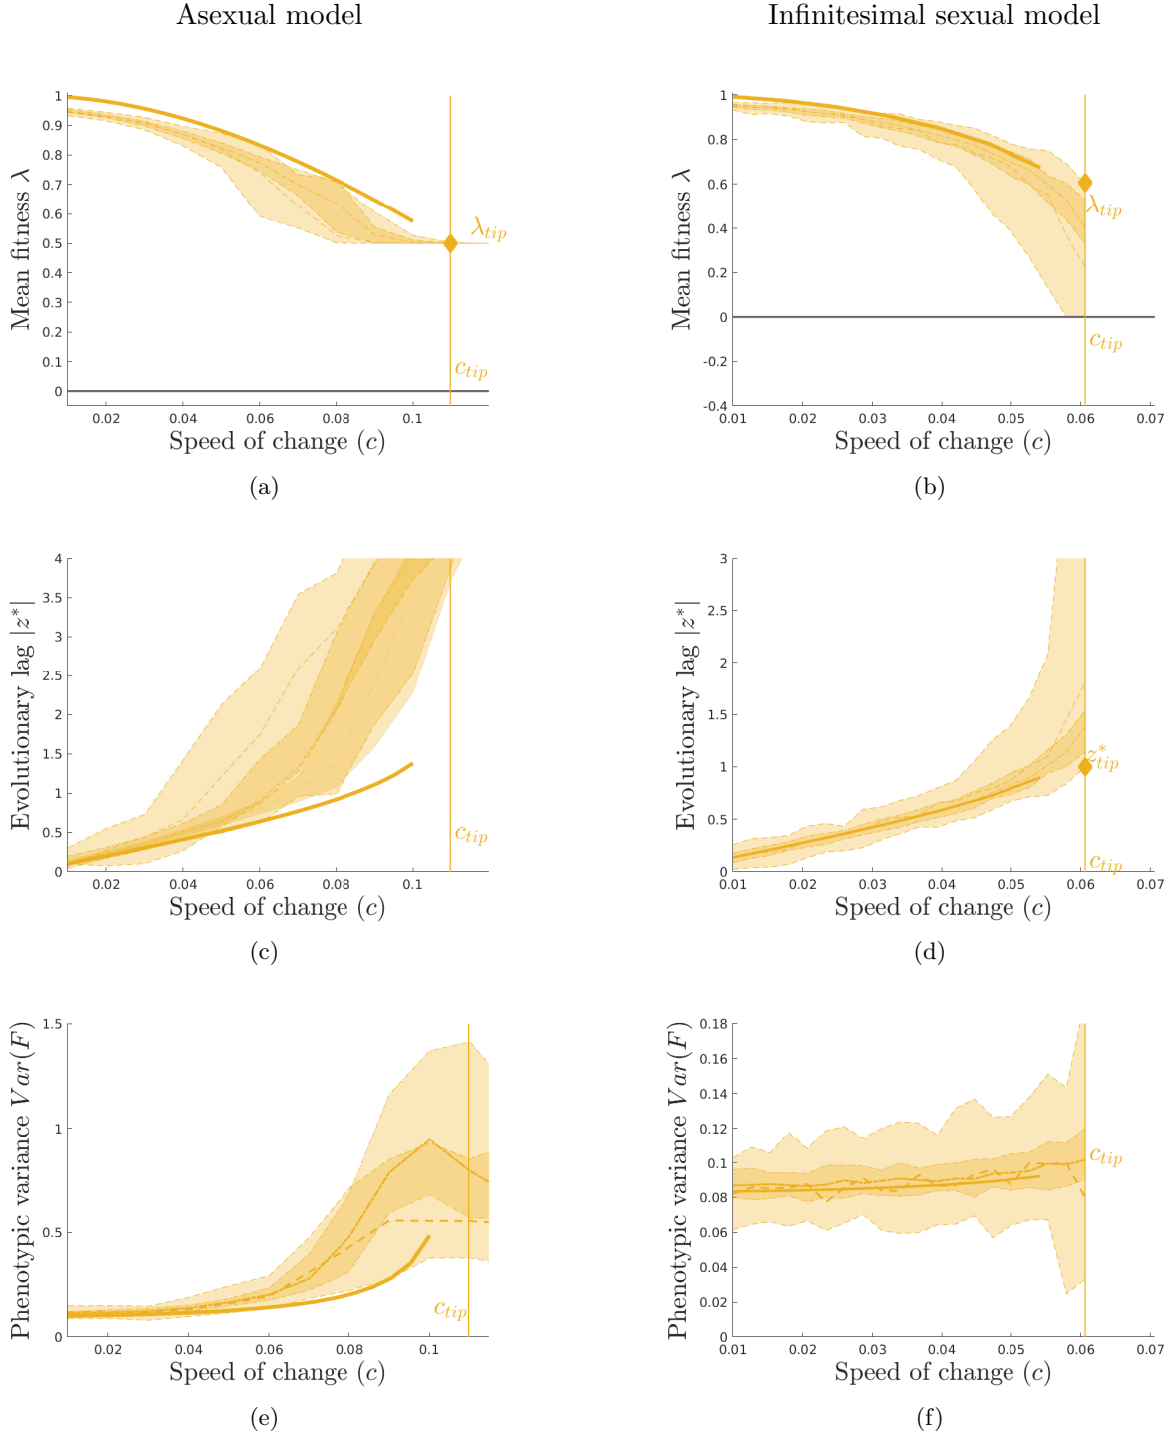 Asexual model
Infinitesimal sexual model
Mean fitness λ
1
0.9
0.8
0.7
0.6
0.5
0.4
0.3
0.2
0.1
0
λ_tip
c_tip
0.02
0.04
0.06
0.08
0.1
Speed of change (c)
(a)
Mean fitness λ
1
0.8
0.6
0.4
0.2
0
-0.2
-0.4
λ_tip
c_tip
0.01
0.02
0.03
0.04
0.05
0.06
0.07
Speed of change (c)
(b)
Evolutionary lag |z*|
4
3.5
3
2.5
2
1.5
1
0.5
0
c_tip
0.02
0.04
0.06
0.08
0.1
Speed of change (c)
(c)
Evolutionary lag |z*|
3
2.5
2
1.5
1
0.5
0
z*_tip
c_tip
0.01
0.02
0.03
0.04
0.05
0.06
0.07
Speed of change (c)
(d)
Phenotypic variance Var(F)
1.5
1
0.5
0
c_tip
0.02
0.04
0.06
0.08
0.1
Speed of change (c)
(e)
Phenotypic variance Var(F)
0.18
0.16
0.14
0.12
0.1
0.08
0.06
0.04
0.02
0
c_tip
0.01
0.02
0.03
0.04
0.05
0.06
0.07
Speed of change (c)
(f)